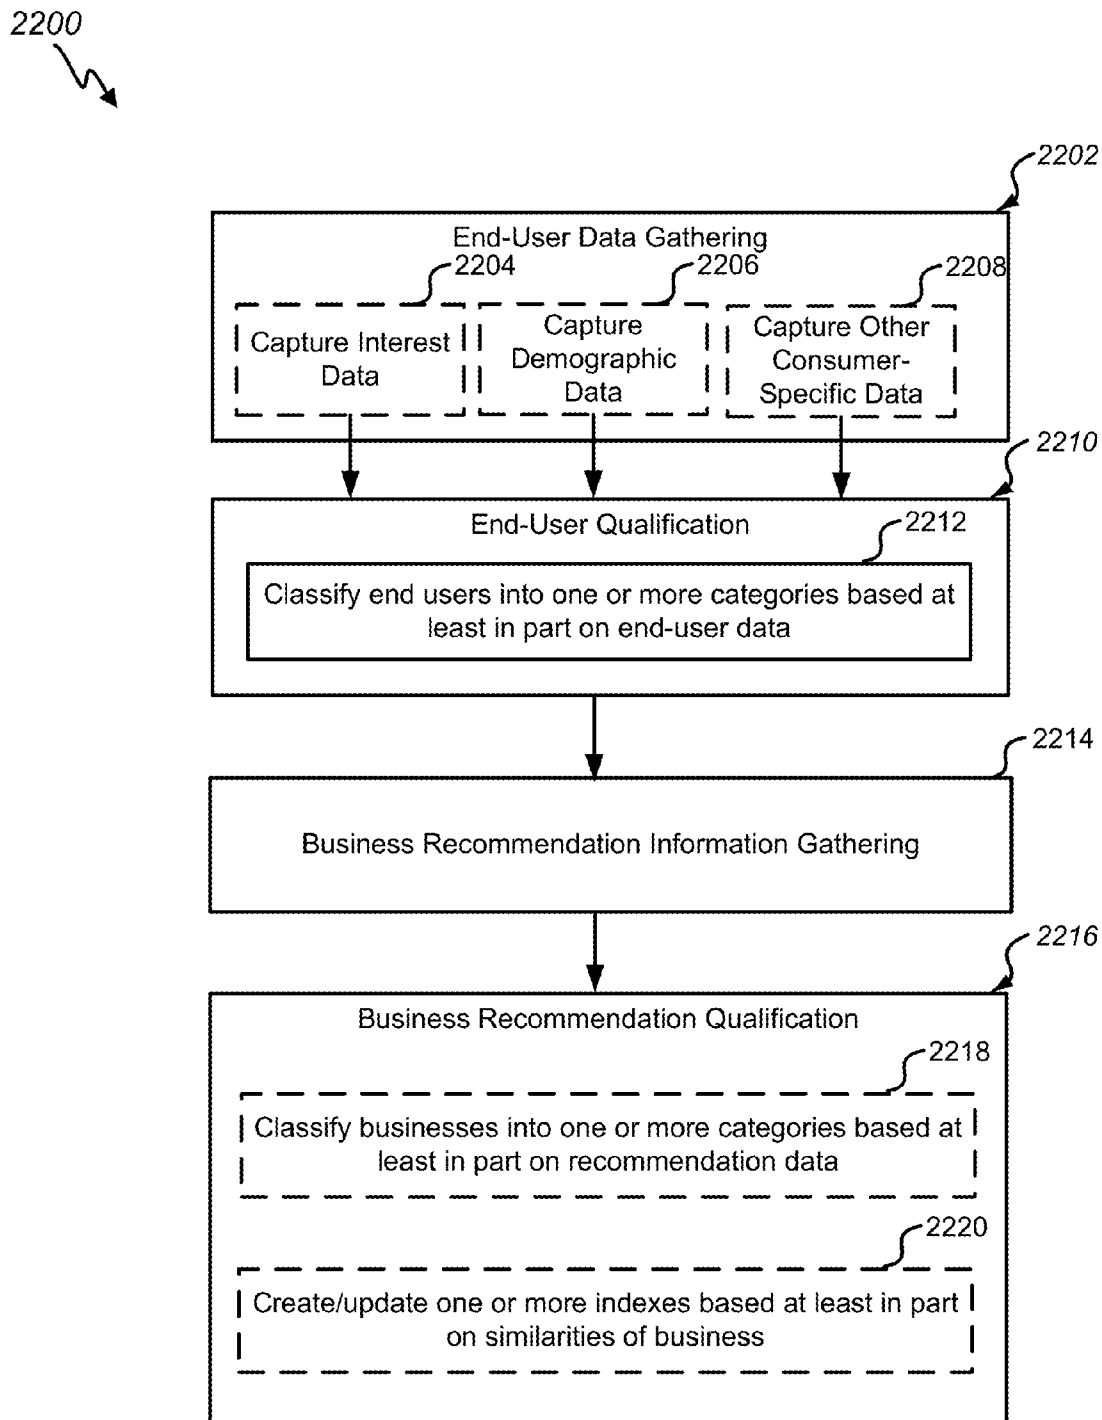 2200
2202
End-User Data Gathering
2204
2206
2208
Capture Interest
Data
Capture
Demographic
Data
Capture Other
Consumer-
Specific Data
2210
End-User Qualification
2212
Classify end users into one or more categories based at
least in part on end-user data
2214
Business Recommendation Information Gathering
2216
Business Recommendation Qualification
2218
Classify businesses into one or more categories based at
least in part on recommendation data
2220
Create/update one or more indexes based at least in part
on similarities of business